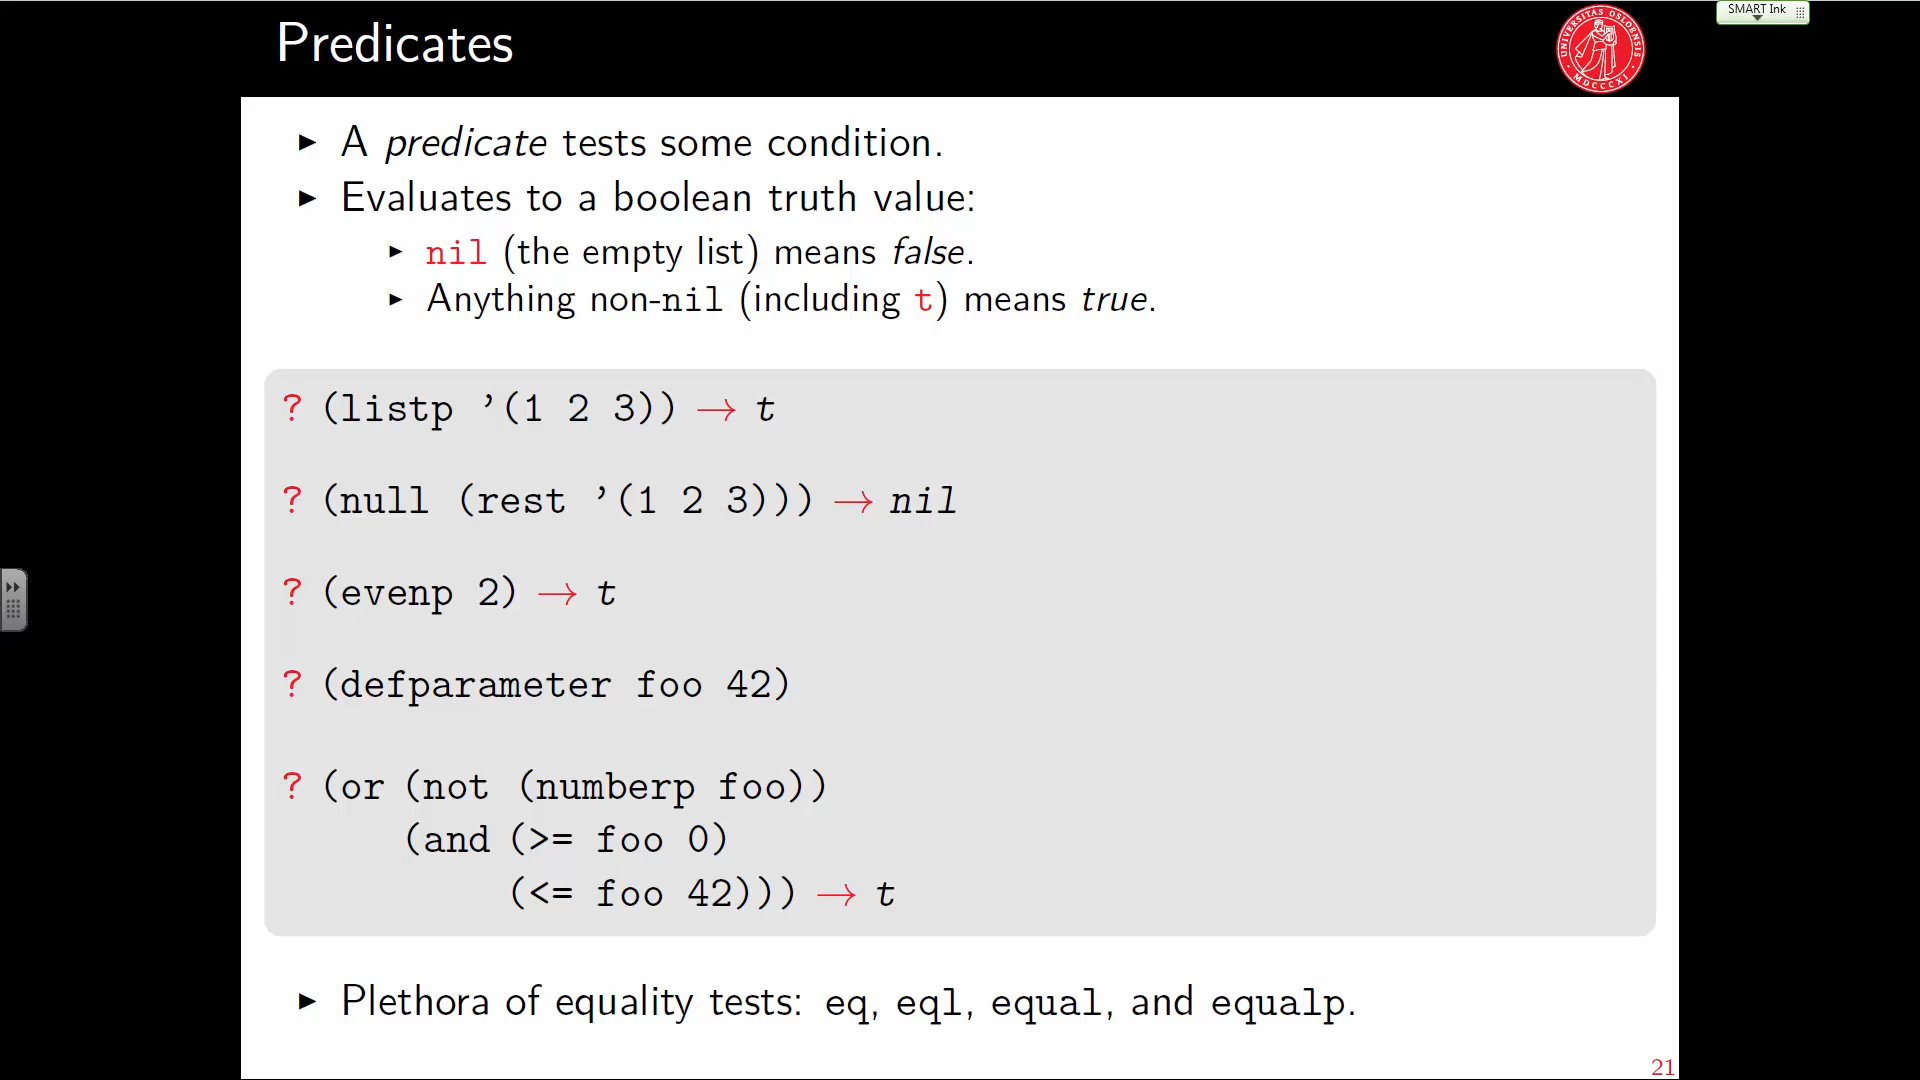 Predicates
UNIVERSITAS OSLOENSIS
MDCCCXI
SMART Ink
▸ A predicate tests some condition.
▸ Evaluates to a boolean truth value:
▸ nil (the empty list) means false.
▸ Anything non-nil (including t) means true.
? (listp ’(1 2 3)) → t
? (null (rest ’(1 2 3))) → nil
? (evenp 2) → t
? (defparameter foo 42)
? (or (not (numberp foo))
(and (>= foo 0)
(<= foo 42))) → t
▸ Plethora of equality tests: eq, eql, equal, and equalp.
21